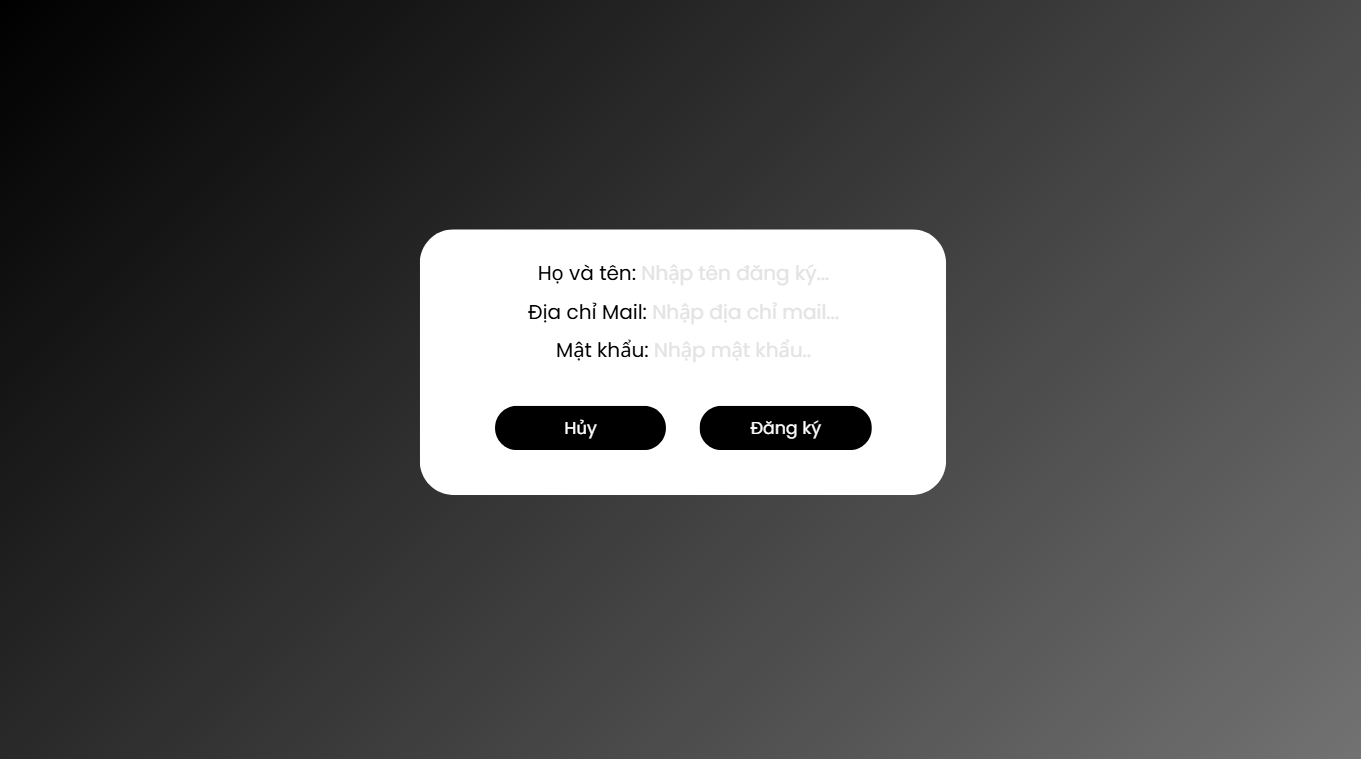 Họ và tên: Nhập tên đăng ký...
Địa chỉ Mail: Nhập địa chỉ mail...
Mật khẩu: Nhập mật khẩu..
Hủy Đăng ký